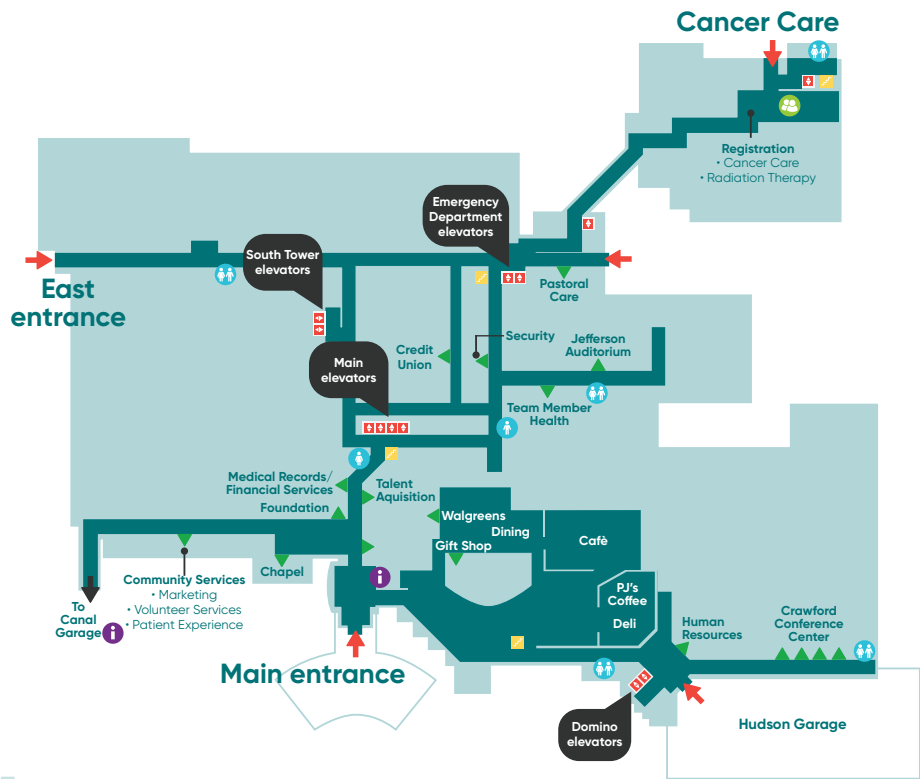 Cancer Care
Registration
• Cancer Care
• Radiation Therapy
Emergency
Department
elevators
South Tower
elevators
East
entrance
Pastoral
Care
Security
Jefferson
Auditorium
Credit
Union
Main
elevators
Team Member
Health
Medical Records/
Financial Services
Talent
Aquisition
Foundation
Walgreens
Dining
Gift Shop
Cafè
Chapel
Community Services
• Marketing
• Volunteer Services
• Patient Experience
To
Canal
Garage
i
i
PJ's
Coffee
Deli
Human
Resources
Crawford
Conference
Center
Main entrance
Domino
elevators
Hudson Garage